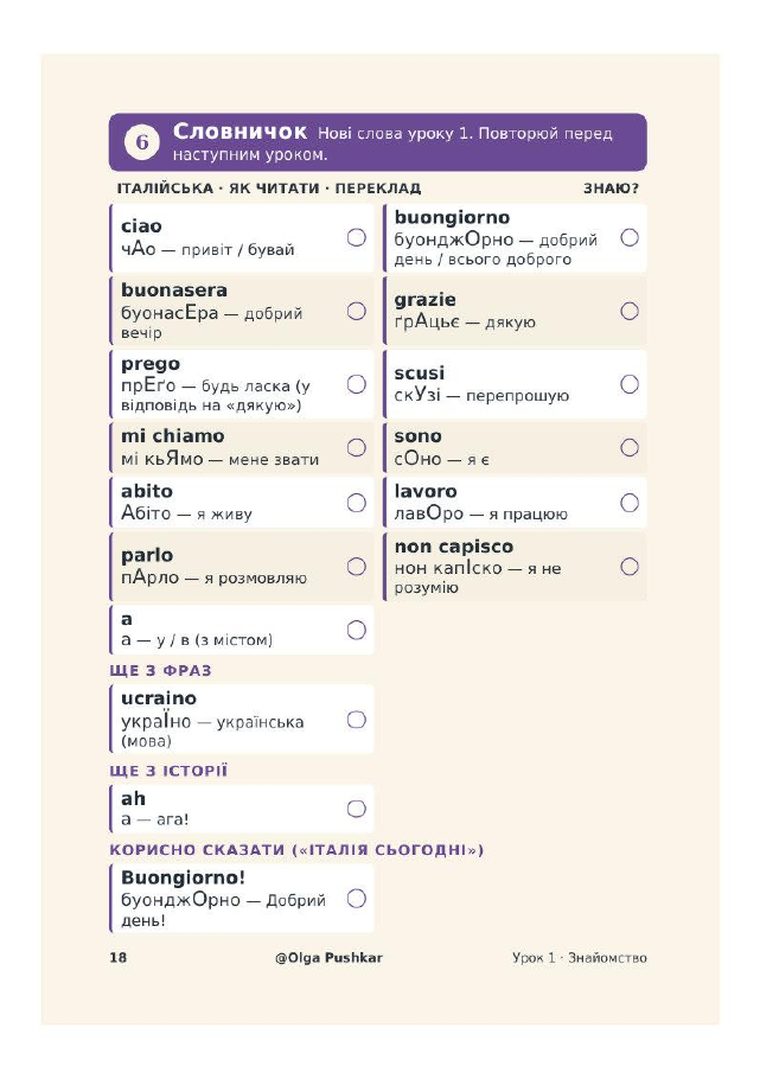 6
Словничок Нові слова уроку 1. Повторюй перед
наступним уроком.
ІТАЛІЙСЬКА · ЯК ЧИТАТИ · ПЕРЕКЛАД
ЗНАЮ?
ciao
чАо — привіт / бувай
buongiorno
буонджОрно — добрий
день / всього доброго
buonasera
буонасЕра — добрий
вечір
grazie
ґрАцьє — дякую
prego
прЕґо — будь ласка (у
відповідь на «дякую»)
scusi
скУзі — перепрошую
mi chiamo
мі кьЯмо — мене звати
sono
сОно — я є
abito
Абіто — я живу
lavoro
лавОро — я працюю
parlo
пАрло — я розмовляю
non capisco
нон капІско — я не
розумію
a
а — у / в (з містом)
ЩЕ З ФРАЗ
ucraino
украЇно — українська
(мова)
ЩЕ З ІСТОРІЇ
ah
а — ага!
КОРИСНО СКАЗАТИ («ІТАЛІЯ СЬОГОДНІ»)
Buongiorno!
буонджОрно — Добрий
день!
18
@Olga Pushkar
Урок 1 · Знайомство